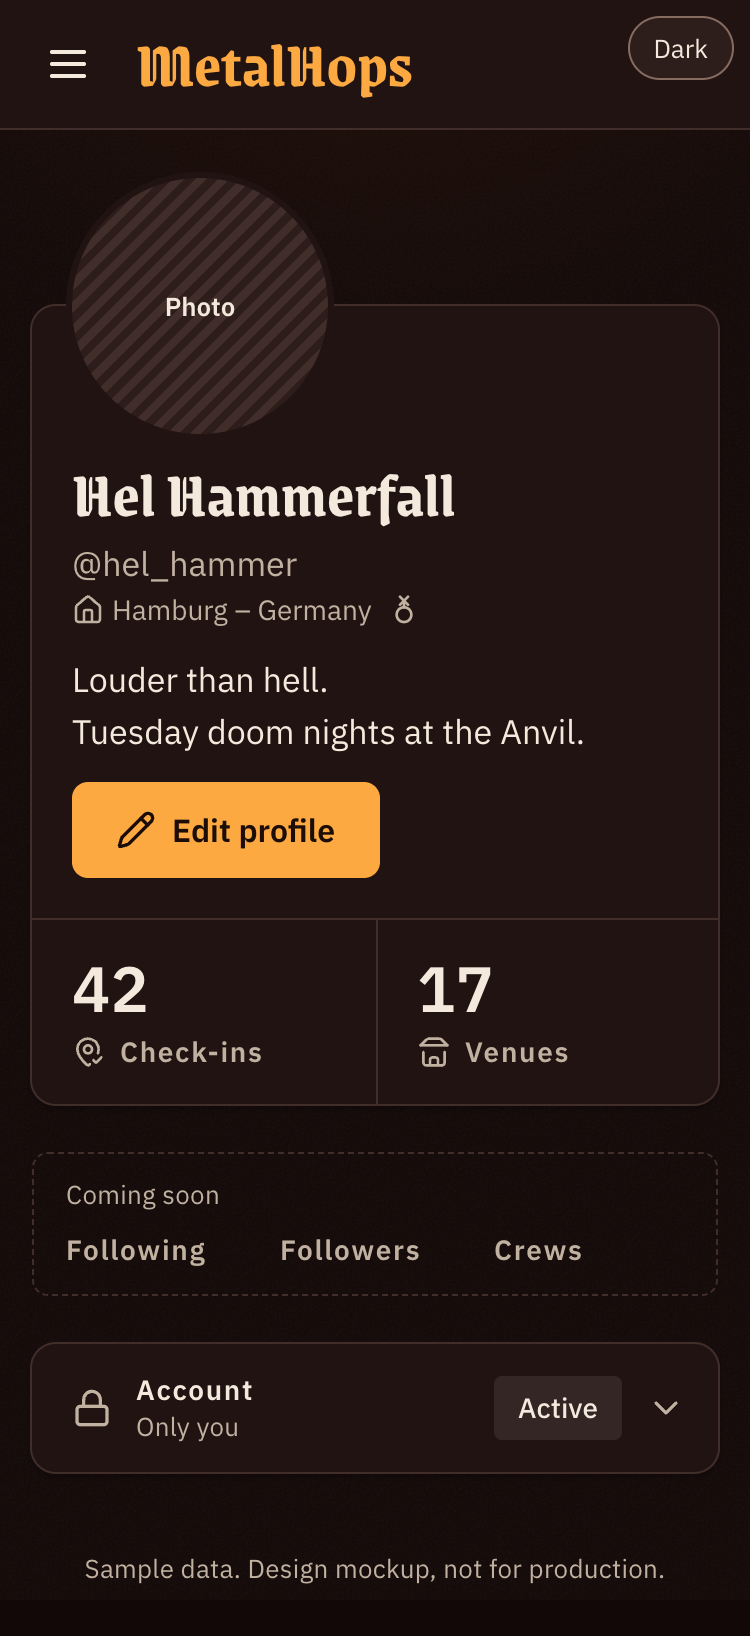 MetalHops
Dark
Photo
Hel Hammerfall
@hel_hammer
Hamburg – Germany
Louder than hell.
Tuesday doom nights at the Anvil.
Edit profile
42
Check-ins
17
Venues
Coming soon
Following Followers Crews
Account
Only you
Active
Sample data. Design mockup, not for production.